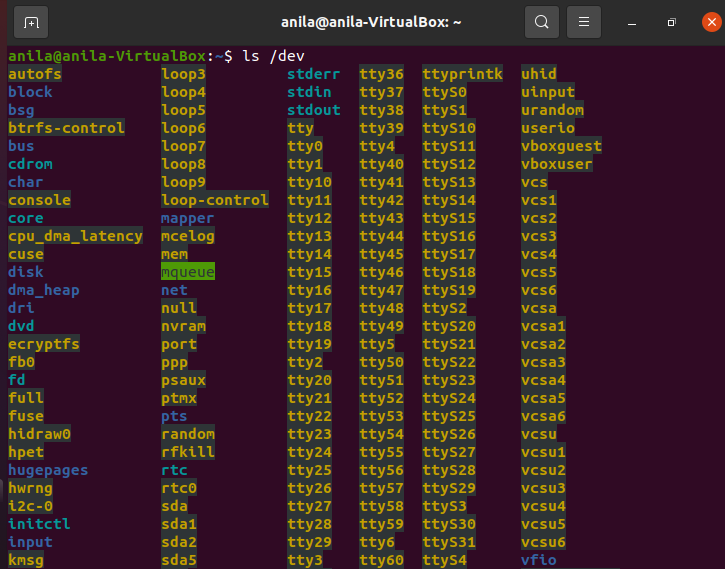 anila@anila-VirtualBox: ~
anila@anila-VirtualBox:~$ ls /dev
autofs loop3 stderr tty36 ttyprintk uhid
block loop4 stdin tty37 ttyS0 uinput
bsg loop5 stdout tty38 ttyS1 urandom
btrfs-control loop6 tty tty39 ttyS10 userio
bus loop7 tty0 tty4 ttyS11 vboxguest
cdrom loop8 tty1 tty40 ttyS12 vboxuser
char loop9 tty10 tty41 ttyS13 vcs
console loop-control tty11 tty42 ttyS14 vcs1
core mapper tty12 tty43 ttyS15 vcs2
cpu_dma_latency mcelog tty13 tty44 ttyS16 vcs3
cuse mem tty14 tty45 ttyS17 vcs4
disk mqueue tty15 tty46 ttyS18 vcs5
dma_heap net tty16 tty47 ttyS19 vcs6
dri null tty17 tty48 ttyS2 vcsa
dvd nvram tty18 tty49 ttyS20 vcsa1
ecryptfs port tty19 tty5 ttyS21 vcsa2
fb0 ppp tty2 tty50 ttyS22 vcsa3
fd psaux tty20 tty51 ttyS23 vcsa4
full ptmx tty21 tty52 ttyS24 vcsa5
fuse pts tty22 tty53 ttyS25 vcsa6
hidraw0 random tty23 tty54 ttyS26 vcsu
hpet rfkill tty24 tty55 ttyS27 vcsu1
hugepages rtc tty25 tty56 ttyS28 vcsu2
hwrng rtc0 tty26 tty57 ttyS29 vcsu3
i2c-0 sda tty27 tty58 ttyS3 vcsu4
initctl sda1 tty28 tty59 ttyS30 vcsu5
input sda2 tty29 tty6 ttyS31 vcsu6
kmsg sda5 tty3 tty60 ttyS4 vfio